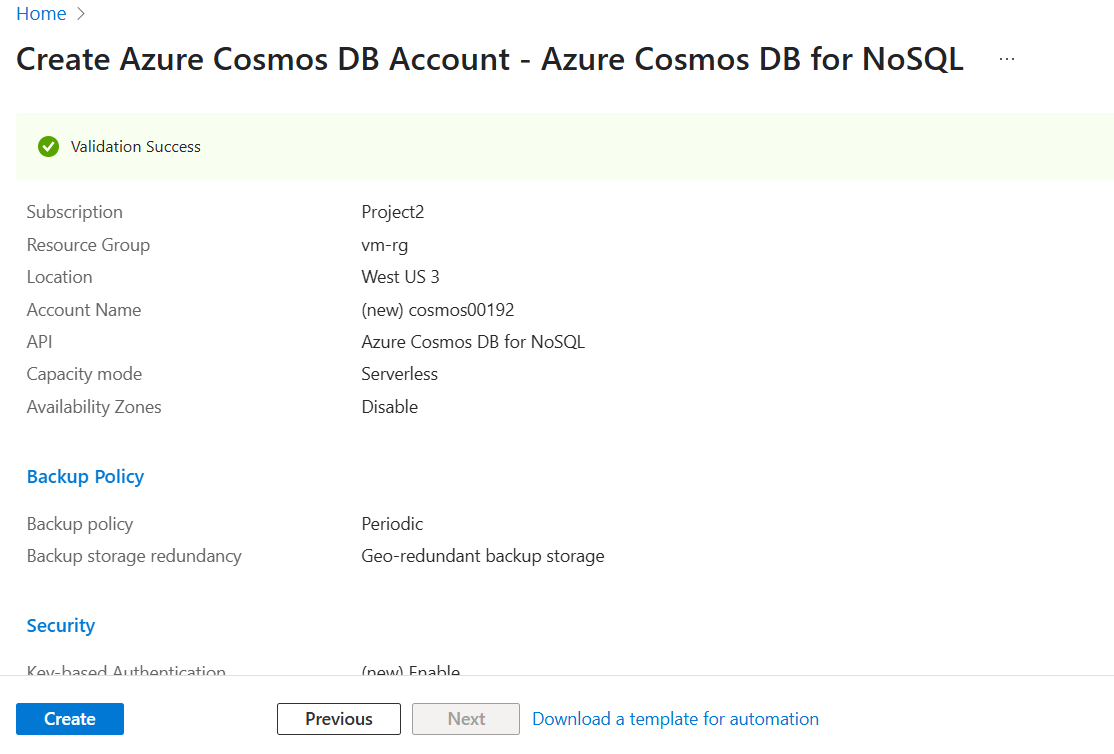 Home >
Create Azure Cosmos DB Account - Azure Cosmos DB for NoSQL ...
Validation Success
Subscription Project2
Resource Group vm-rg
Location West US 3
Account Name (new) cosmos00192
API Azure Cosmos DB for NoSQL
Capacity mode Serverless
Availability Zones Disable
Backup Policy
Backup policy Periodic
Backup storage redundancy Geo-redundant backup storage
Security
Key-based Authentication (new) Enable
Create Previous Next Download a template for automation